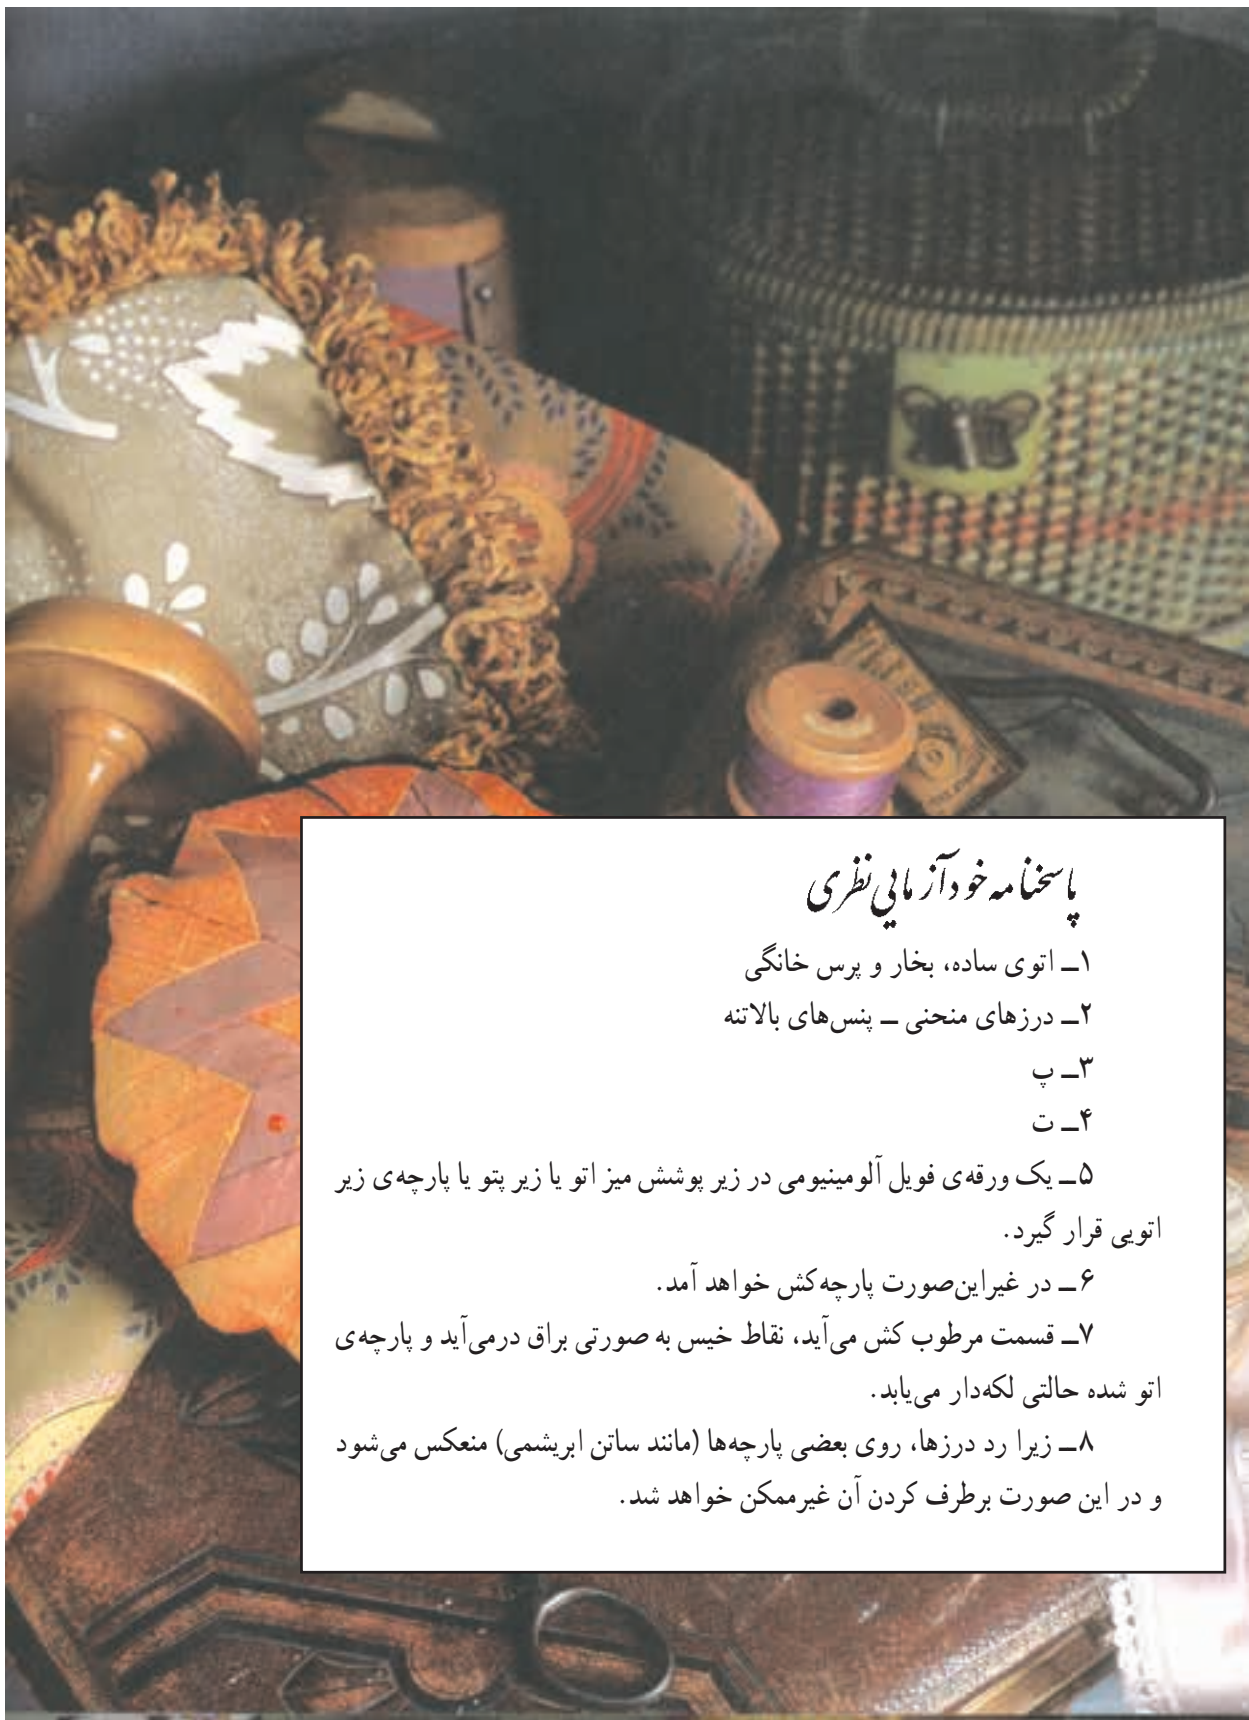 پاسخنامه خودآزمایی نظری
۱ــ اتوی ساده، بخار و پرس خانگی
۲ــ درزهای منحنی ــ پنس‌های بالاتنه
۳ــ پ
۴ــ ت
۵ــ یک ورقه‌ی فویل آلومینیومی در زیر پوشش میز اتو یا زیر پتو یا پارچه‌ی زیر
اتویی قرار گیرد.
۶ــ در غیراین‌صورت پارچه‌کش خواهد آمد.
۷ــ قسمت مرطوب کش می‌آید، نقاط خیس به صورتی براق درمی‌آید و پارچه‌ی
اتو شده حالتی لکه‌دار می‌یابد.
۸ــ زیرا رد درزها، روی بعضی پارچه‌ها (مانند ساتن ابریشمی) منعکس می‌شود
و در این صورت برطرف کردن آن غیرممکن خواهد شد.